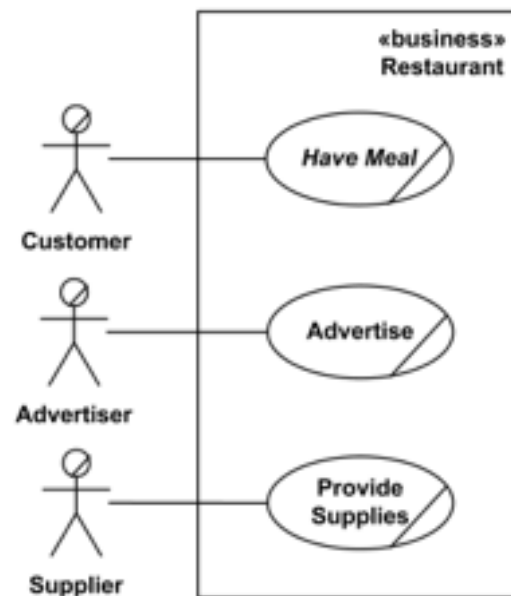 «business»
Restaurant
Have Meal
Customer
Advertise
Advertiser
Provide
Supplies
Supplier